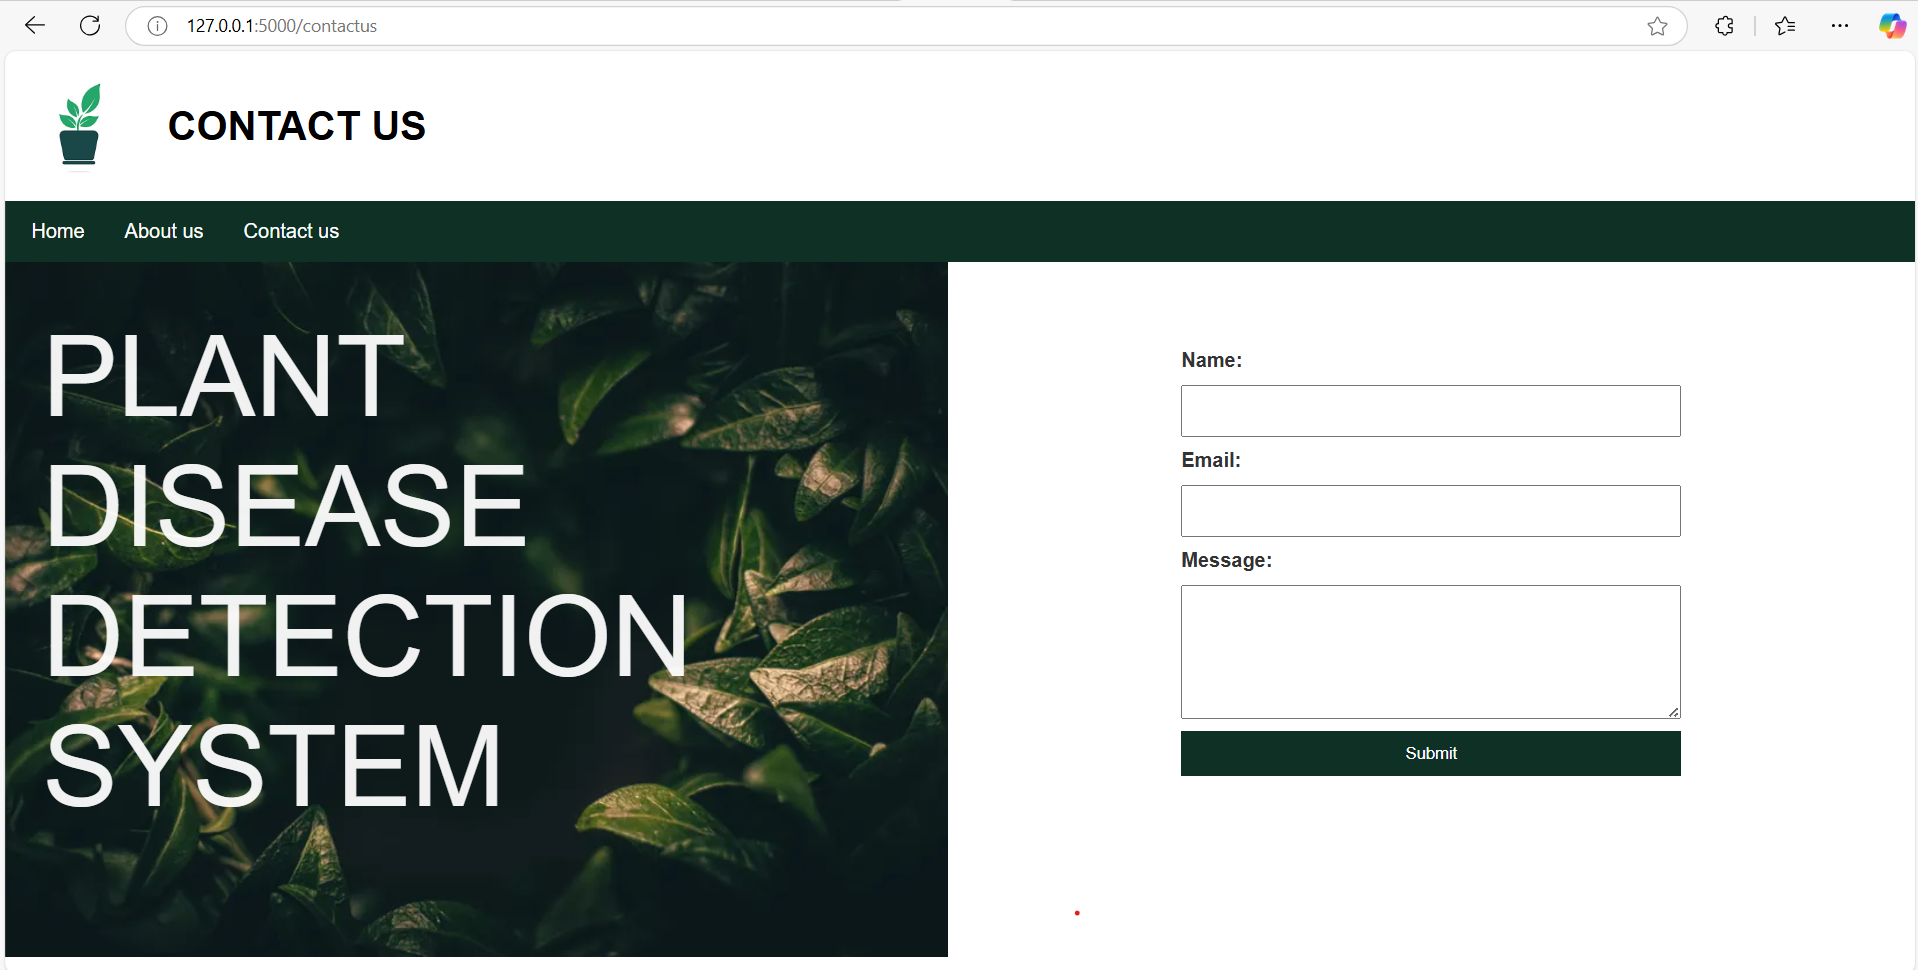 127.0.0.1:5000/contactus
CONTACT US
Home About us Contact us
PLANT
DISEASE
DETECTION
SYSTEM
Name:
Email:
Message:
Submit